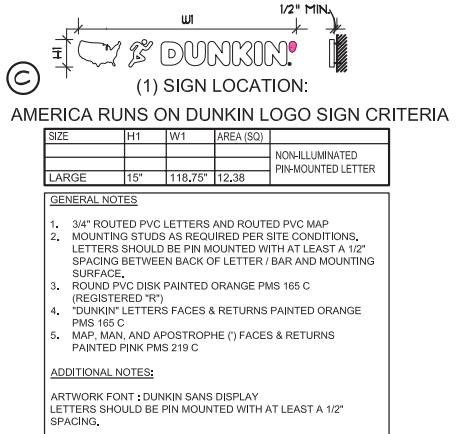 W1
1/2" MIN.
H1
DUNKIN'®
C
(1) SIGN LOCATION:
AMERICA RUNS ON DUNKIN LOGO SIGN CRITERIA
SIZE H1 W1 AREA (SQ)
NON-ILLUMINATED
PIN-MOUNTED LETTER
LARGE 15" 118.75" 12.38
GENERAL NOTES
1. 3/4" ROUTED PVC LETTERS AND ROUTED PVC MAP
2. MOUNTING STUDS AS REQUIRED PER SITE CONDITIONS.
LETTERS SHOULD BE PIN MOUNTED WITH AT LEAST A 1/2"
SPACING BETWEEN BACK OF LETTER / BAR AND MOUNTING
SURFACE.
3. ROUND PVC DISK PAINTED ORANGE PMS 165 C
(REGISTERED "R")
4. "DUNKIN" LETTERS FACES & RETURNS PAINTED ORANGE
PMS 165 C
5. MAP, MAN, AND APOSTROPHE (') FACES & RETURNS
PAINTED PINK PMS 219 C
ADDITIONAL NOTES:
ARTWORK FONT : DUNKIN SANS DISPLAY
LETTERS SHOULD BE PIN MOUNTED WITH AT LEAST A 1/2"
SPACING.